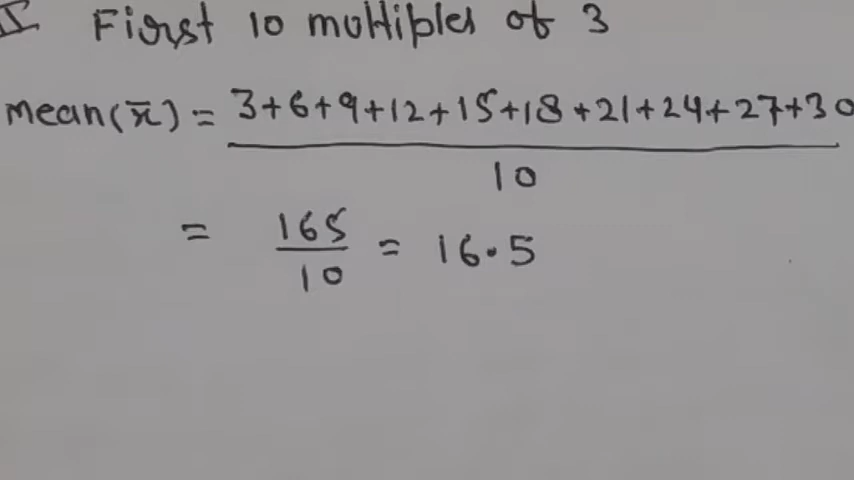 II First 10 multiples of 3
mean(x̄) = 3+6+9+12+15+18+21+24+27+30
10
= 165
10 = 16.5